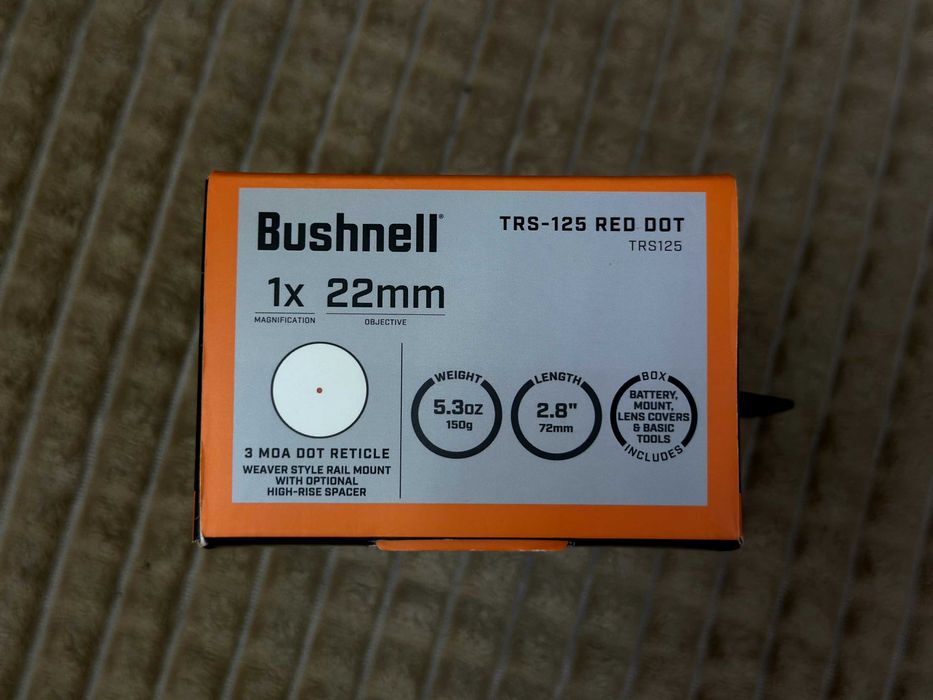 Bushnell®
TRS-125 RED DOT
TRS125
1x 22mm
MAGNIFICATION OBJECTIVE
3 MOA DOT RETICLE
WEAVER STYLE RAIL MOUNT
WITH OPTIONAL
HIGH-RISE SPACER
WEIGHT
5.3oz
150g
LENGTH
2.8"
72mm
BOX
BATTERY,
MOUNT,
LENS COVERS
& BASIC
TOOLS
INCLUDES